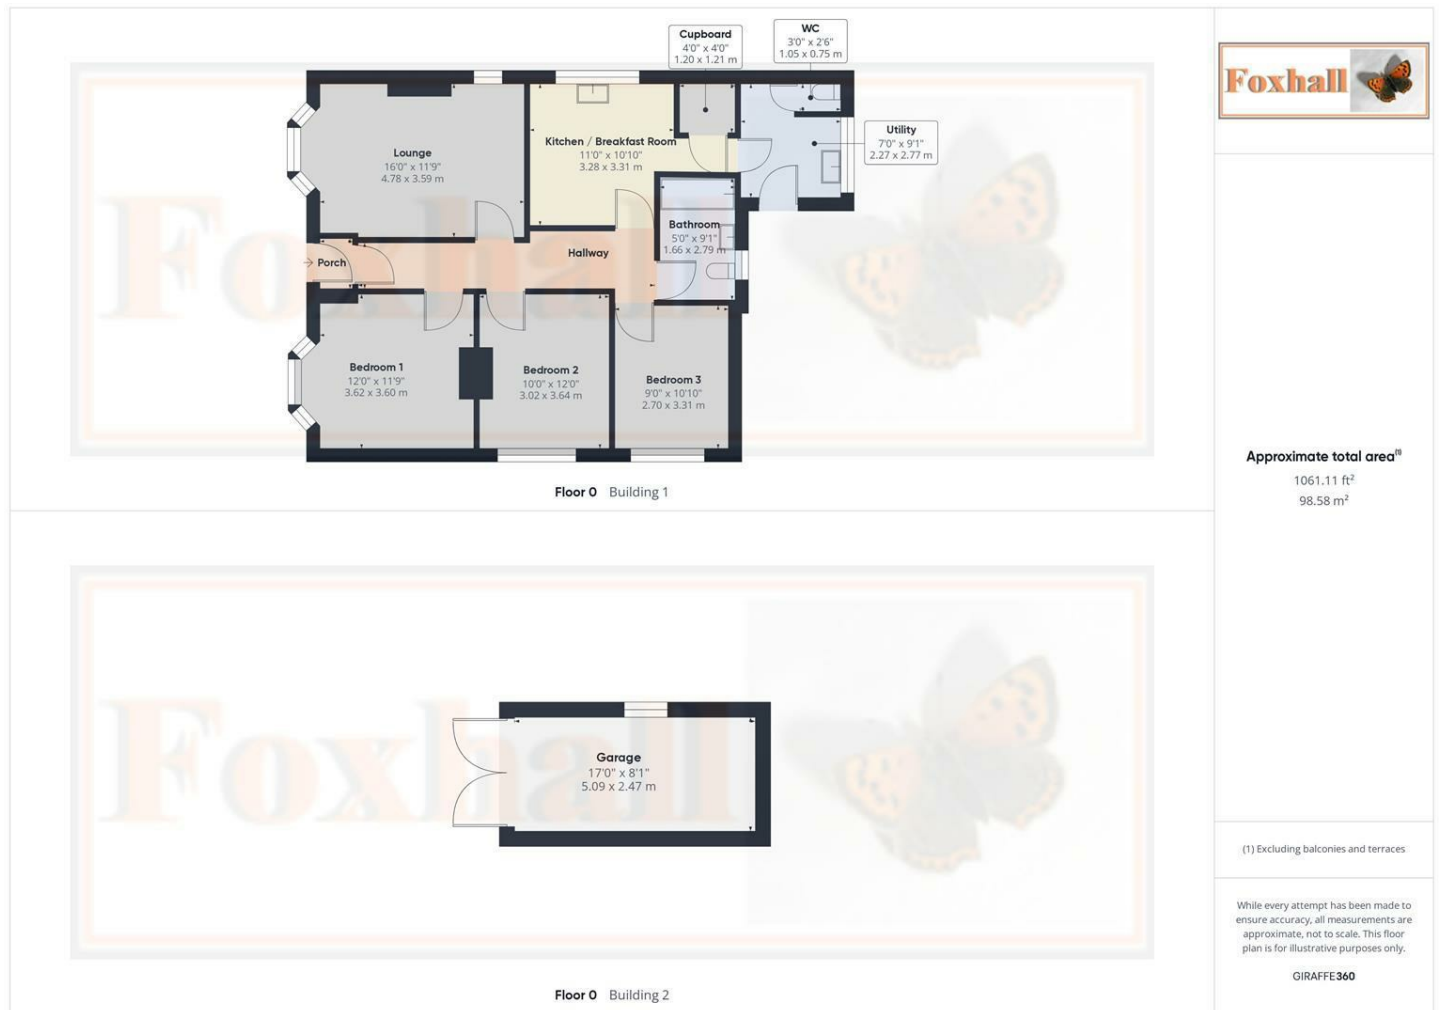 Cupboard
4'0" x 4'0"
1.20 x 1.21 m
WC
3'0" x 2'6"
1.05 x 0.75 m
Utility
7'0" x 9'1"
2.27 x 2.77 m
Lounge
16'0" x 11'9"
4.78 x 3.59 m
Kitchen / Breakfast Room
11'0" x 10'10"
3.28 x 3.31 m
Bathroom
5'0" x 9'1"
1.66 x 2.79 m
Hallway
Porch
Bedroom 1
12'0" x 11'9"
3.62 x 3.60 m
Bedroom 2
10'0" x 12'0"
3.02 x 3.64 m
Bedroom 3
9'0" x 10'10"
2.70 x 3.31 m
Foxhall
Floor 0 Building 1
Garage
17'0" x 8'1"
5.09 x 2.47 m
Foxhall
Floor 0 Building 2
Foxhall
Approximate total area(1)
1061.11 ft²
98.58 m²
(1) Excluding balconies and terraces
While every attempt has been made to
ensure accuracy, all measurements are
approximate, not to scale. This floor
plan is for illustrative purposes only.
GIRAFFE360